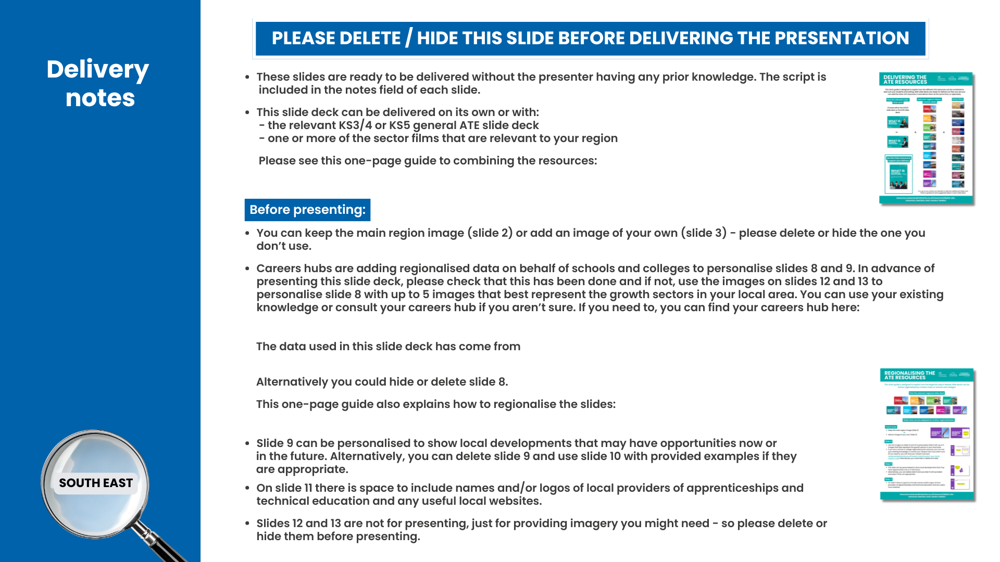 Delivery
notes
PLEASE DELETE / HIDE THIS SLIDE BEFORE DELIVERING THE PRESENTATION
• These slides are ready to be delivered without the presenter having any prior knowledge. The script is
included in the notes field of each slide.
• This slide deck can be delivered on its own or with:
- the relevant KS3/4 or KS5 general ATE slide deck
- one or more of the sector films that are relevant to your region
Please see this one-page guide to combining the resources:
DELIVERING THE
ATE RESOURCES
Before presenting:
• You can keep the main region image (slide 2) or add an image of your own (slide 3) - please delete or hide the one you
don’t use.
• Careers hubs are adding regionalised data on behalf of schools and colleges to personalise slides 8 and 9. In advance of
presenting this slide deck, please check that this has been done and if not, use the images on slides 12 and 13 to
personalise slide 8 with up to 5 images that best represent the growth sectors in your local area. You can use your existing
knowledge or consult your careers hub if you aren’t sure. If you need to, you can find your careers hub here:
The data used in this slide deck has come from
Alternatively you could hide or delete slide 8.
This one-page guide also explains how to regionalise the slides:
REGIONALISING THE
ATE RESOURCES
• Slide 9 can be personalised to show local developments that may have opportunities now or
in the future. Alternatively, you can delete slide 9 and use slide 10 with provided examples if they
are appropriate.
• On slide 11 there is space to include names and/or logos of local providers of apprenticeships and
technical education and any useful local websites.
• Slides 12 and 13 are not for presenting, just for providing imagery you might need - so please delete or
hide them before presenting.
SOUTH EAST